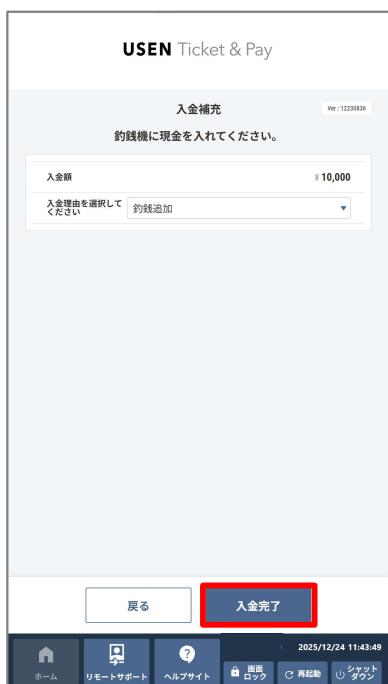 USEN Ticket & Pay
入金補充
Ver : 12230836
釣銭機に現金を入れてください。
入金額
¥ 10,000
入金理由を選択して
ください
釣銭追加
戻る
入金完了
2025/12/24 11:43:49
ホーム
リモートサポート
ヘルプサイト
画面
ロック
再起動
シャット
ダウン